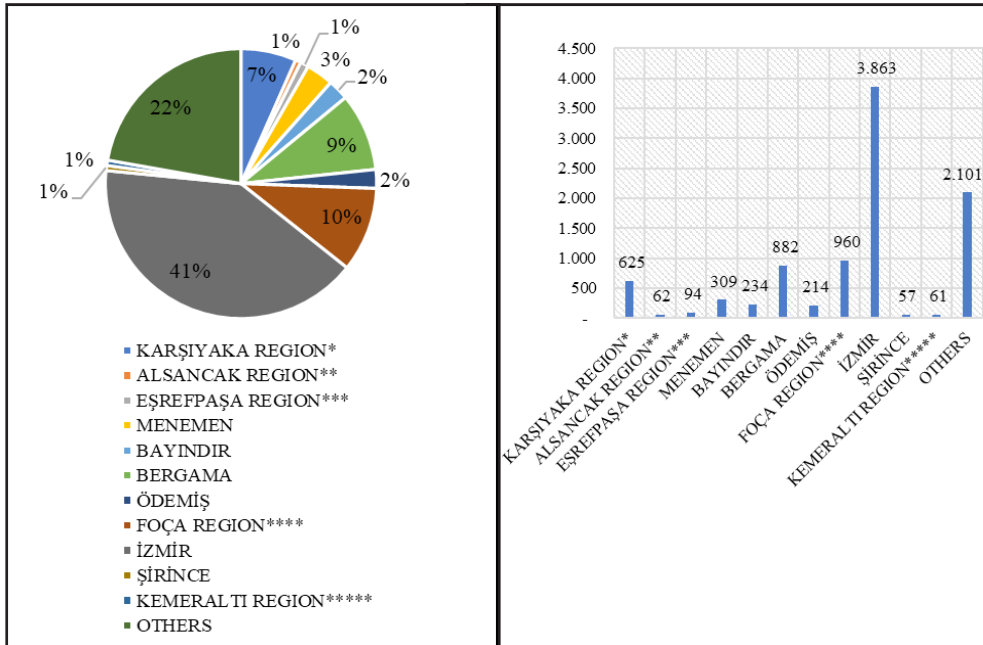 1%
1%
7%
3%
2%
9%
2%
10%
41%
1%
1%
22%
KARŞIYAKA REGION*
ALSANCAK REGION**
EŞREFPAŞA REGION***
MENEMEN
BAYINDIR
BERGAMA
ÖDEMİŞ
FOÇA REGION****
İZMİR
ŞİRİNCE
KEMERALTI REGION*****
OTHERS
4.500
4.000
3.500
3.000
2.500
2.000
1.500
1.000
500
-
625
62
94
309
234
882
214
960
3.863
57
61
2.101
KARŞIYAKA REGION*
ALSANCAK REGION**
EŞREFPAŞA REGION***
MENEMEN
BAYINDIR
BERGAMA
ÖDEMİŞ
FOÇA REGION****
İZMİR
ŞİRİNCE
KEMERALTI REGION*****
OTHERS